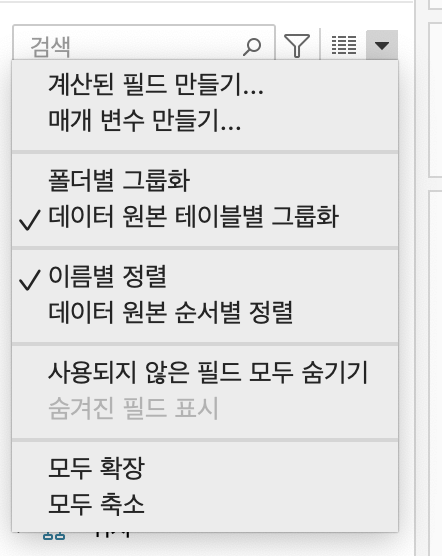 검색
계산된 필드 만들기...
매개 변수 만들기...
폴더별 그룹화
데이터 원본 테이블별 그룹화
이름별 정렬
데이터 원본 순서별 정렬
사용되지 않은 필드 모두 숨기기
숨겨진 필드 표시
모두 확장
모두 축소